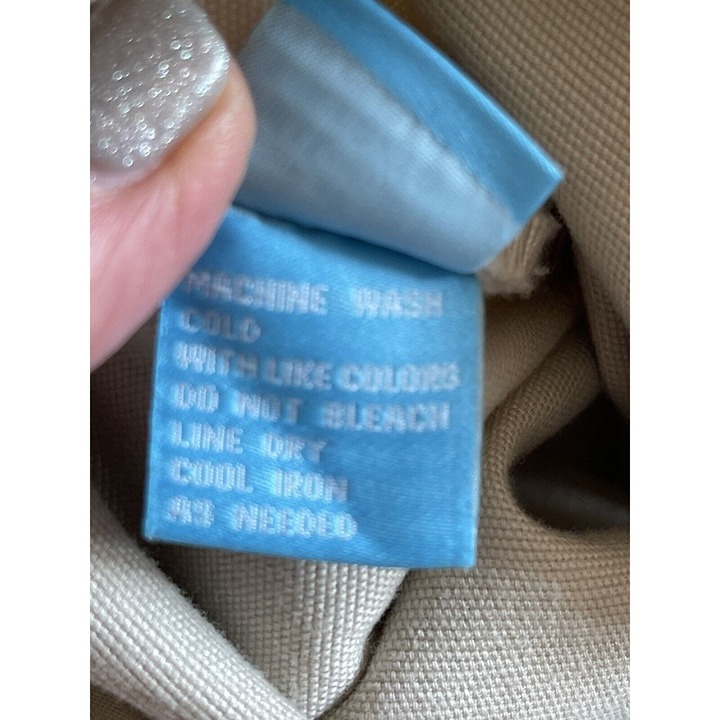 MACHINE WASH
COLD
WITH LIKE COLORS
DO NOT BLEACH
LINE DRY
COOL IRON
AS NEEDED